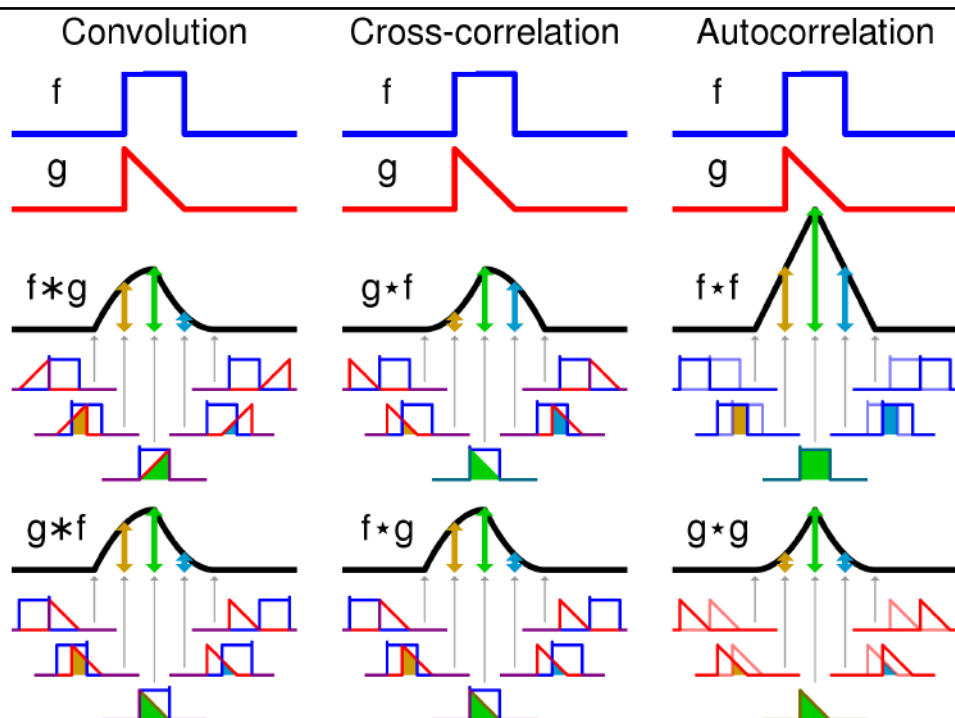 Convolution Cross-correlation Autocorrelation
f f f
g g g
f∗g g⋆f f⋆f
g∗f f⋆g g⋆g